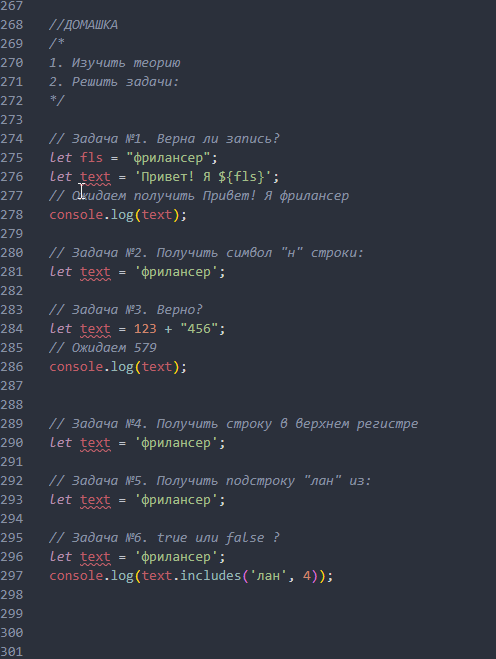 267
268 //ДОМАШКА
269 /*
270 1. Изучить теорию
271 2. Решить задачи:
272 */
273
274 // Задача №1. Верна ли запись?
275 let fls = "фрилансер";
276 let text = 'Привет! Я ${fls}';
277 // Ожидаем получить Привет! Я фрилансер
278 console.log(text);
279
280 // Задача №2. Получить символ "н" строки:
281 let text = 'фрилансер';
282
283 // Задача №3. Верно?
284 let text = 123 + "456";
285 // Ожидаем 579
286 console.log(text);
287
288
289 // Задача №4. Получить строку в верхнем регистре
290 let text = 'фрилансер';
291
292 // Задача №5. Получить подстроку "лан" из:
293 let text = 'фрилансер';
294
295 // Задача №6. true или false ?
296 let text = 'фрилансер';
297 console.log(text.includes('лан', 4));
298
299
300
301